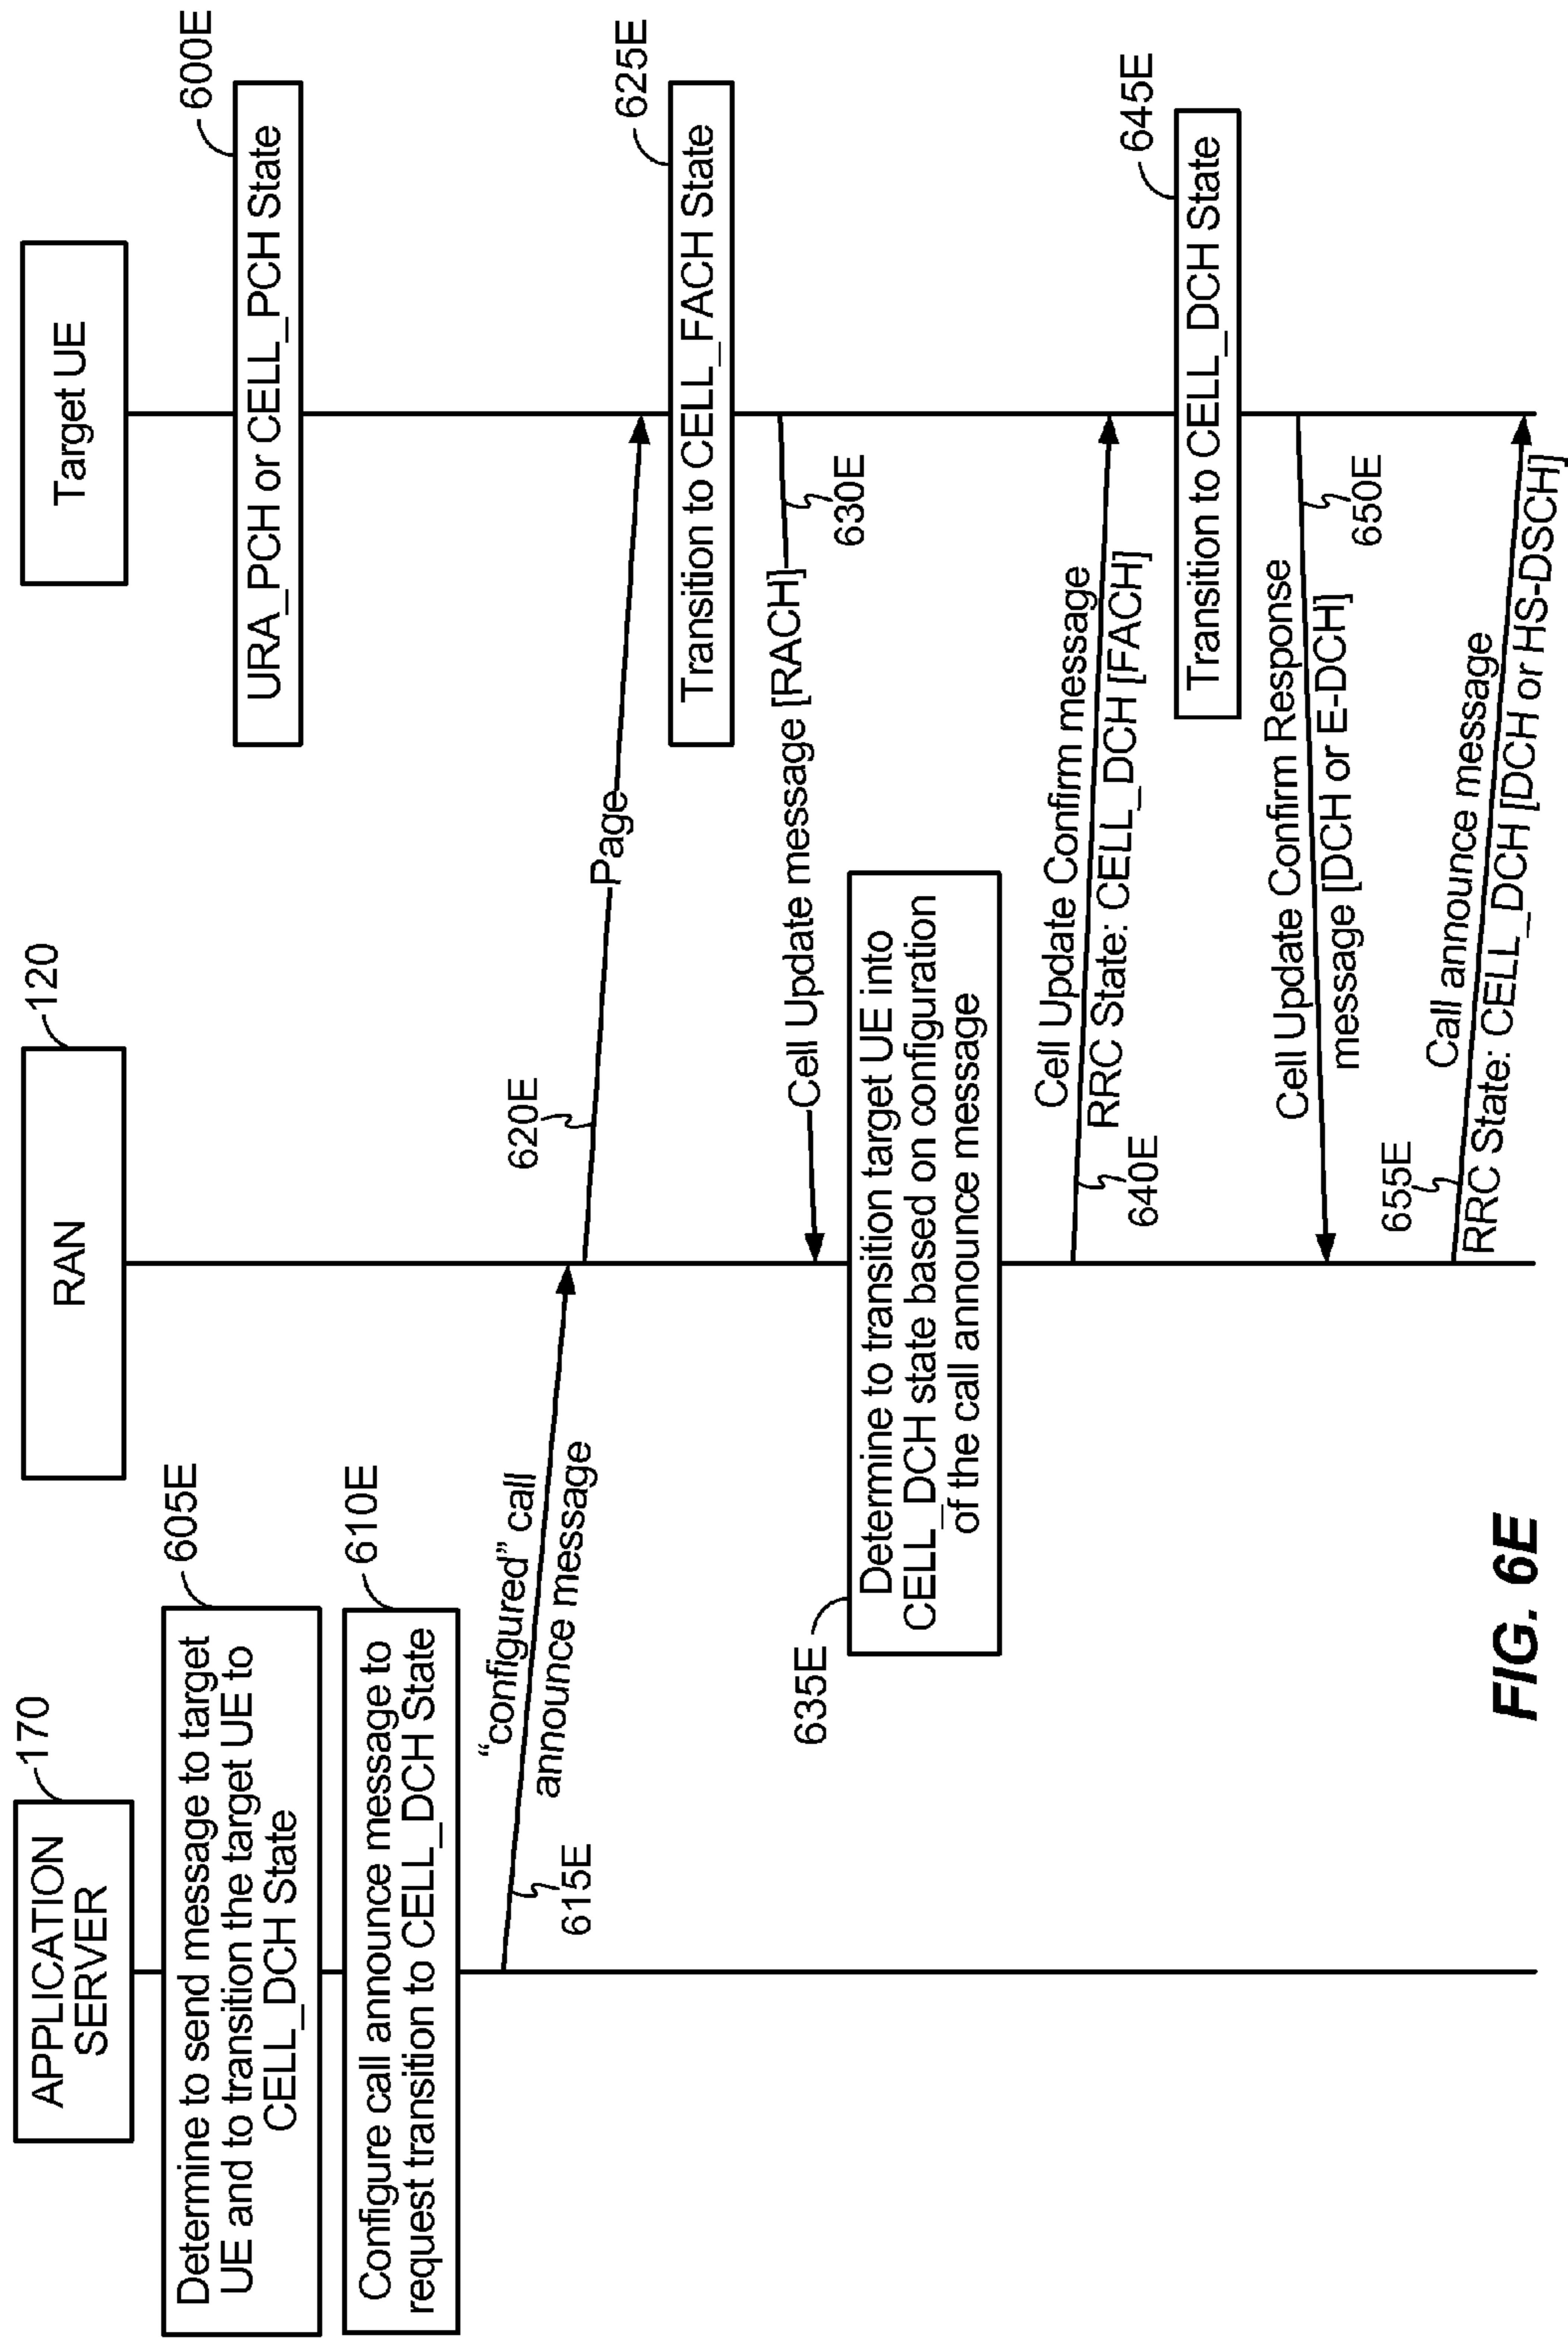 APPLICATION
SERVER
170
RAN
120
Target UE
URA_PCH or CELL_PCH State
600E
Determine to send message to target
UE and to transition the target UE to
CELL_DCH State
605E
Configure call announce message to
request transition to CELL_DCH State
610E
“configured” call
announce message
615E
620E
Page
Transition to CELL_FACH State
625E
Cell Update message [RACH]
630E
635E
Determine to transition target UE into
CELL_DCH state based on configuration
of the call announce message
Cell Update Confirm message
RRC State: CELL_DCH [FACH]
640E
Transition to CELL_DCH State
645E
Cell Update Confirm Response
message [DCH or E-DCH]
650E
655E
Call announce message
RRC State: CELL_DCH [DCH or HS-DSCH]
FIG. 6E